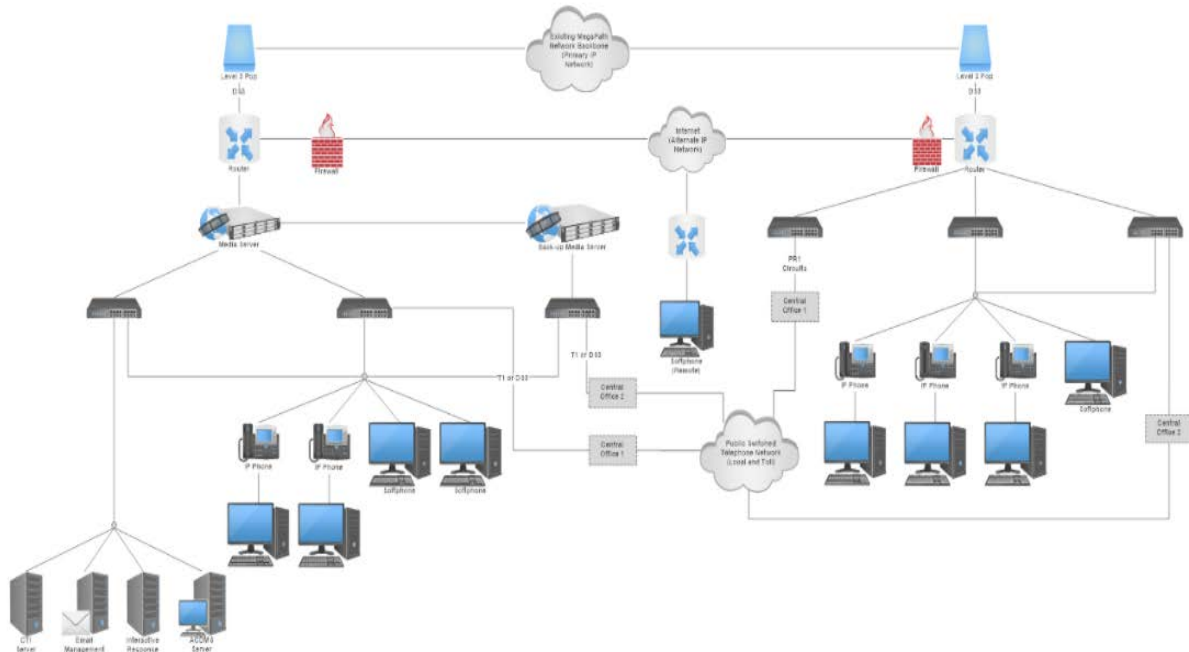 Existing MegaPath
Network Backbone
(Primary IP
Network)
Level 3 Pop
Level 3 Pop
DS3
DS3
Internet
(Alternate IP
Network)
Router
Firewall
Firewall
Router
Media Server
Back-Up Media Server
PRI
Circuits
Central
Office 1
Softphone
(Remote)
T1 or DS3
T1 or DS3
IP Phone
IP Phone
IP Phone
Softphone
Central
Office 2
Central
Office 2
Central
Office 1
Public Switched
Telephone Network
(Local and Toll)
IP Phone
IP Phone
Softphone
Softphone
CTI
Server
Email
Management
Interactive
Response
Server